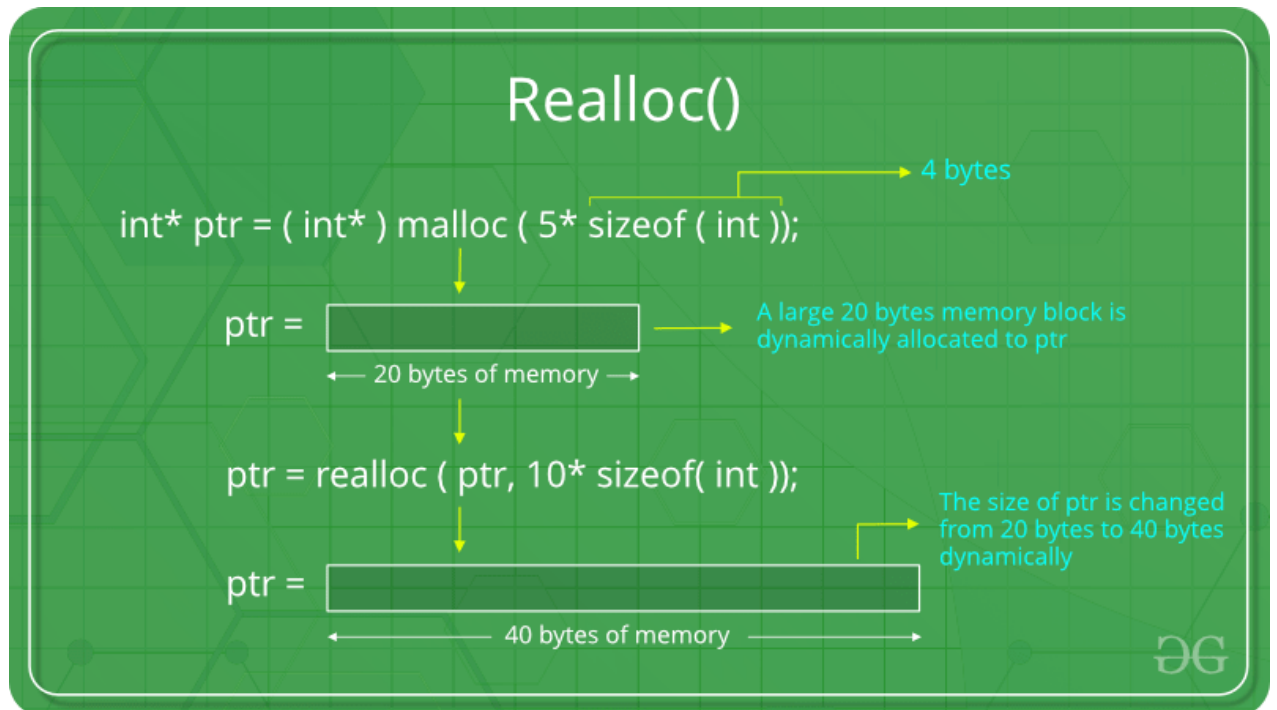 Realloc()
4 bytes
int* ptr = ( int* ) malloc ( 5* sizeof ( int ));
ptr =
A large 20 bytes memory block is
dynamically allocated to ptr
20 bytes of memory
ptr = realloc ( ptr, 10* sizeof( int ));
The size of ptr is changed
from 20 bytes to 40 bytes
dynamically
ptr =
40 bytes of memory